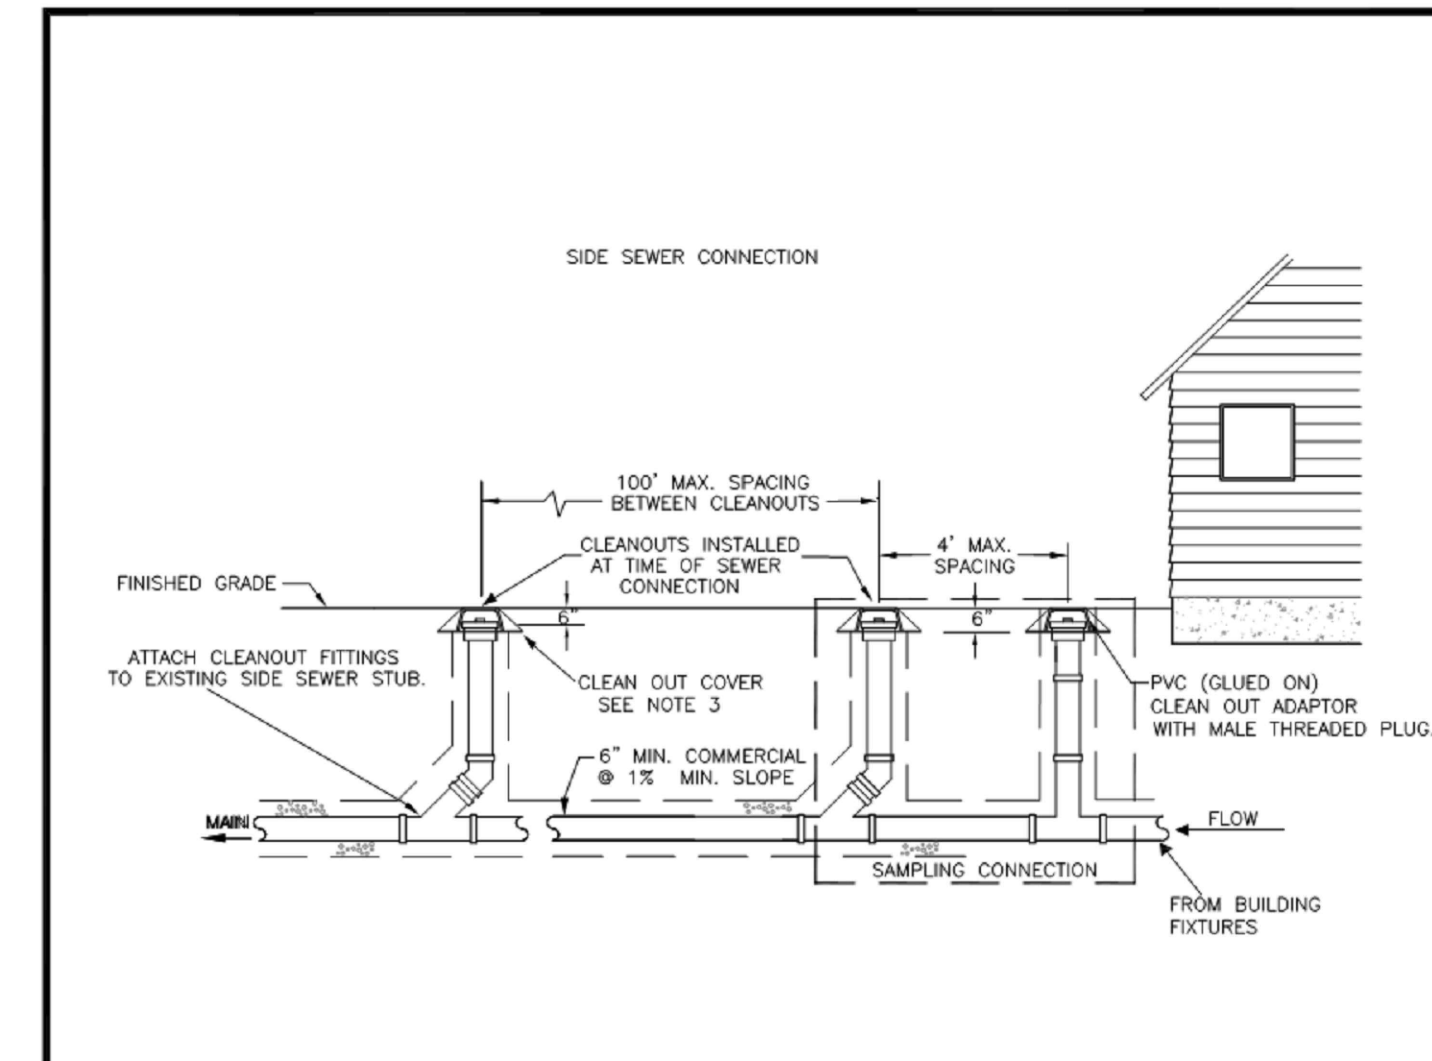 SIDE SEWER CONNECTION
100' MAX. SPACING
BETWEEN CLEANOUTS
CLEANOUTS INSTALLED
AT TIME OF SEWER
CONNECTION
4' MAX.
SPACING
FINISHED GRADE
6"
6"
ATTACH CLEANOUT FITTINGS
TO EXISTING SIDE SEWER STUB.
CLEAN OUT COVER
SEE NOTE 3
PVC (GLUED ON)
CLEAN OUT ADAPTOR
WITH MALE THREADED PLUG.
6" MIN. COMMERCIAL
@ 1% MIN. SLOPE
MAIN
FLOW
SAMPLING CONNECTION
FROM BUILDING
FIXTURES